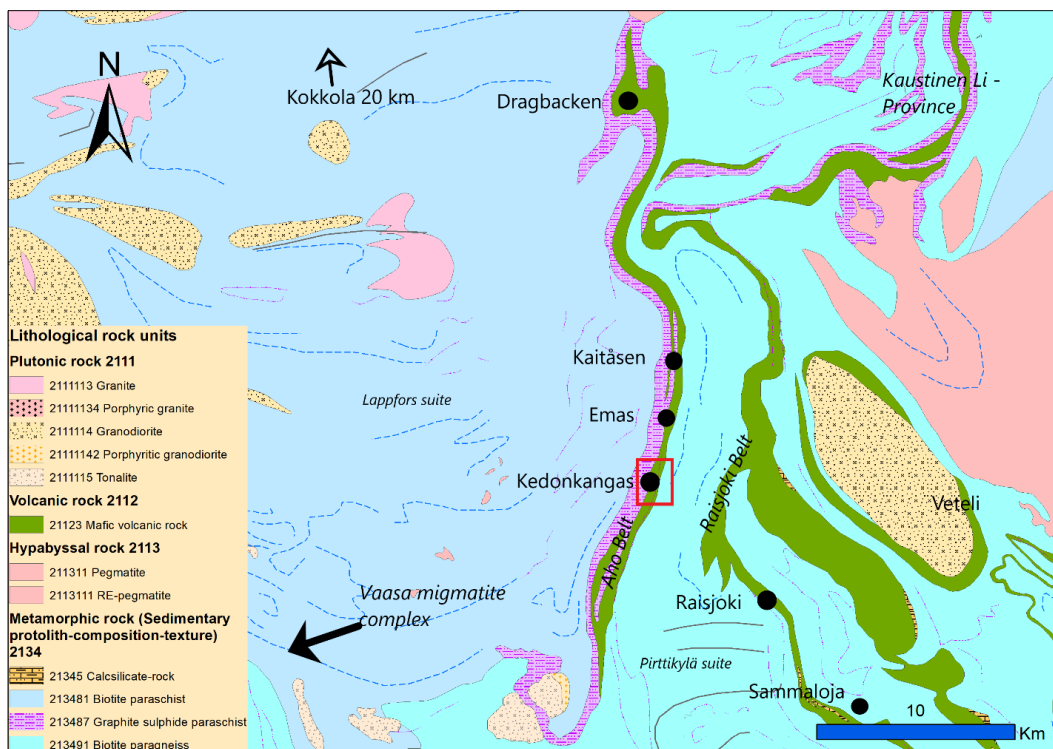 N
Kokkola 20 km
Dragbacken
Kaustinen Li -
Province
Kaitåsen
Lappfors suite
Emas
Kedonkangas
Raisjoki Belt
Veteli
Aho Belt
Vaasa migmatite
complex
Raisjoki
Pirttikylä suite
Sammaloja
10
Km
Lithological rock units
Plutonic rock 2111
2111113 Granite
21111134 Porphyric granite
2111114 Granodiorite
21111142 Porphyritic granodiorite
2111115 Tonalite
Volcanic rock 2112
21123 Mafic volcanic rock
Hypabyssal rock 2113
211311 Pegmatite
2113111 RE-pegmatite
Metamorphic rock (Sedimentary
protolith-composition-texture)
2134
21345 Calcsilicate-rock
213481 Biotite paraschist
213487 Graphite sulphide paraschist
213491 Biotite paragneiss